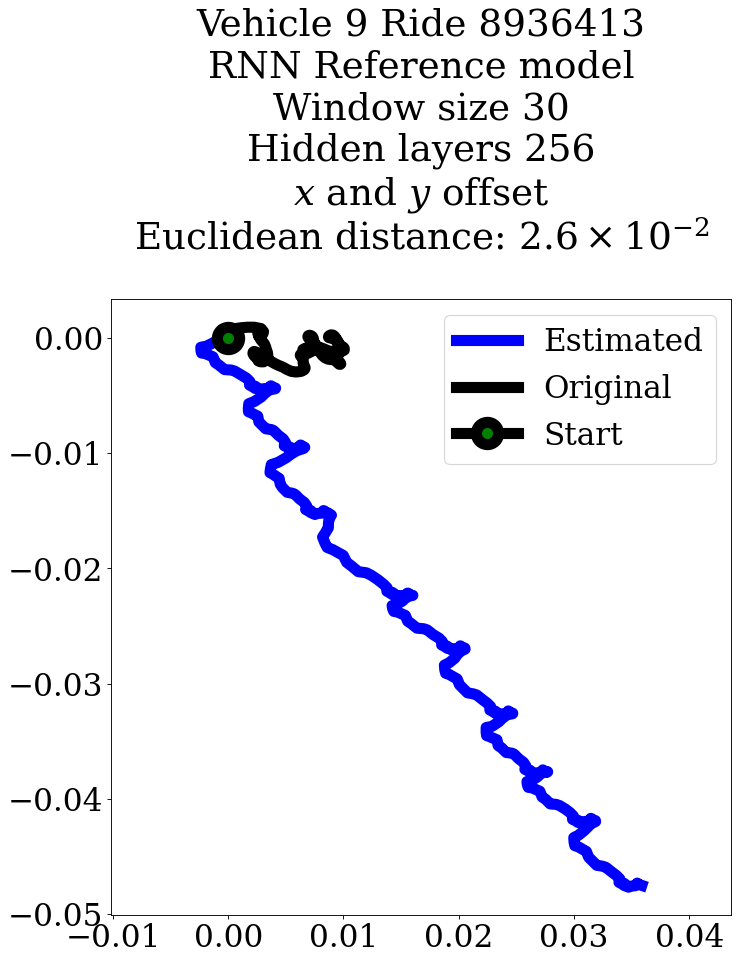 Vehicle 9 Ride 8936413
RNN Reference model
Window size 30
Hidden layers 256
x and y offset
Euclidean distance: 2.6 × 10⁻²
Estimated
Original
Start
0.00
−0.01
−0.02
−0.03
−0.04
−0.05
−0.01 0.00 0.01 0.02 0.03 0.04